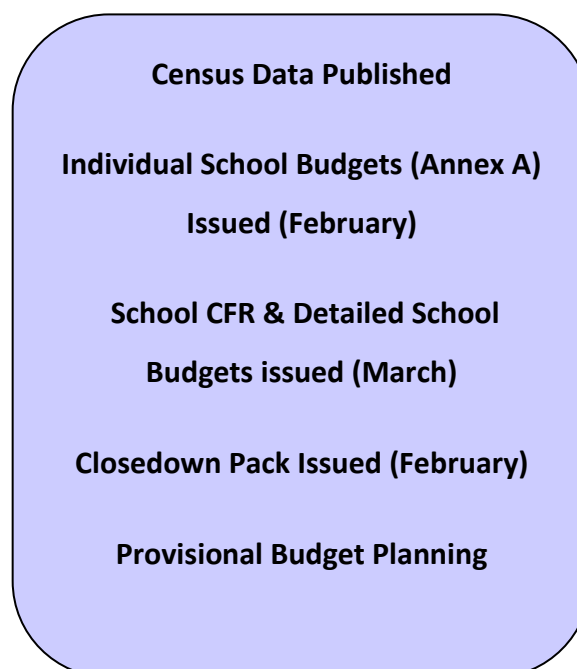 Census Data Published
Individual School Budgets (Annex A)
Issued (February)
School CFR & Detailed School
Budgets issued (March)
Closedown Pack Issued (February)
Provisional Budget Planning